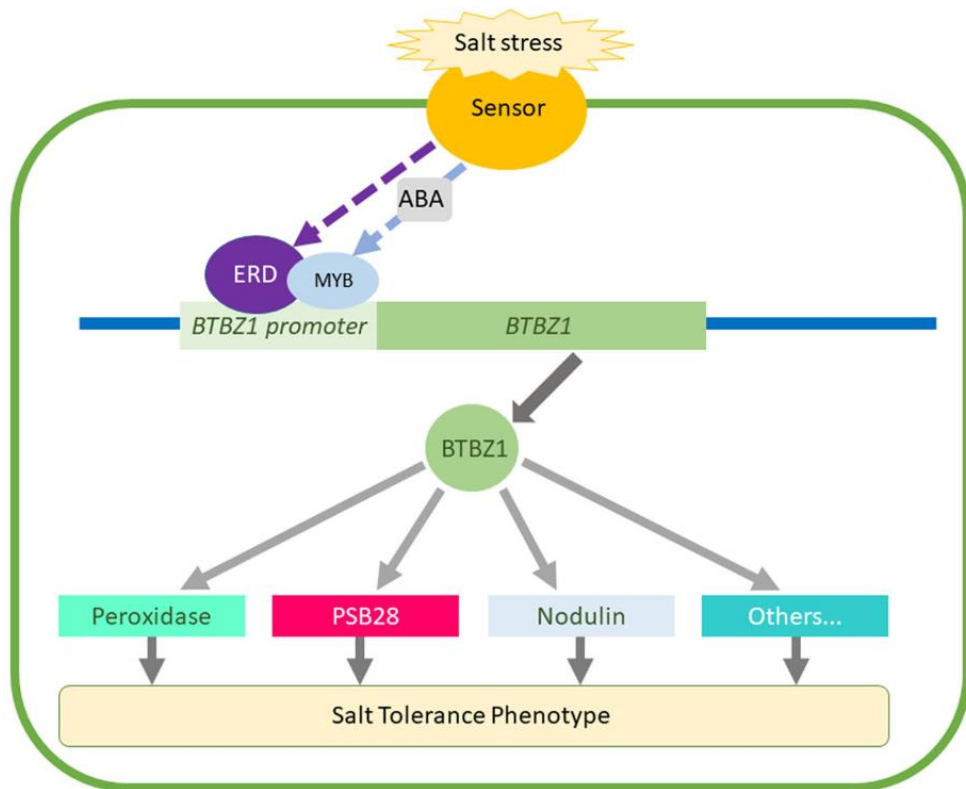 Salt stress
Sensor
ABA
ERD
MYB
BTBZ1 promoter
BTBZ1
BTBZ1
Peroxidase
PSB28
Nodulin
Others...
Salt Tolerance Phenotype